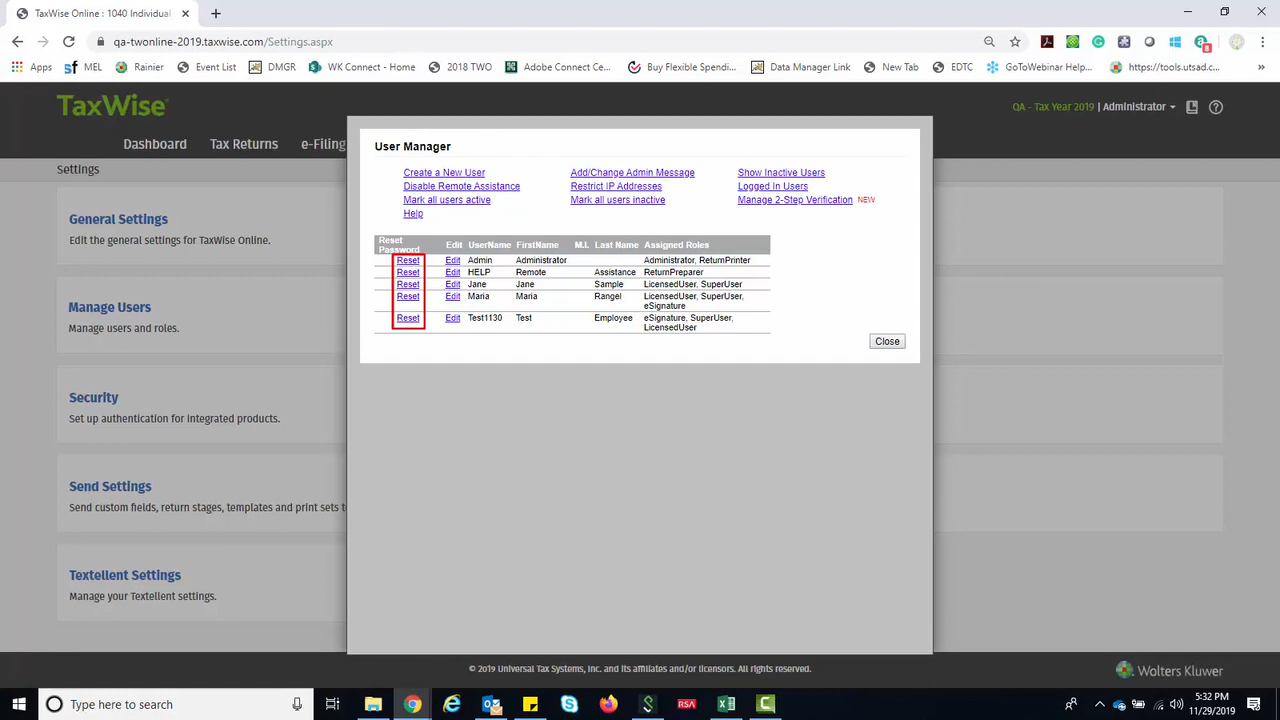 TaxWise Online : 1040 Individual
qa-twonline-2019.taxwise.com/Settings.aspx
Apps MEL Rainier Event List DMGR WK Connect - Home 2018 TWO Adobe Connect Ce... Buy Flexible Spendi... Data Manager Link New Tab EDTC GoToWebinar Help... https://tools.utsad.c... »
TaxWise
QA - Tax Year 2019 | Administrator
Dashboard Tax Returns e-Filing
Settings
General Settings
Edit the general settings for TaxWise Online.
Manage Users
Manage users and roles.
Security
Set up authentication for integrated products.
Send Settings
Send custom fields, return stages, templates and print sets t
Textellent Settings
Manage your Textellent settings.
User Manager
Create a New User Add/Change Admin Message Show Inactive Users
Disable Remote Assistance Restrict IP Addresses Logged In Users
Mark all users active Mark all users inactive Manage 2-Step Verification NEW
Help
Reset
Password Edit UserName FirstName M.I. Last Name Assigned Roles
Reset Edit Admin Administrator Administrator, ReturnPrinter
Reset Edit HELP Remote Assistance ReturnPreparer
Reset Edit Jane Jane Sample LicensedUser, SuperUser
Reset Edit Maria Maria Rangel LicensedUser, SuperUser,
eSignature
Reset Edit Test1130 Test Employee eSignature, SuperUser,
LicensedUser
Close
© 2019 Universal Tax Systems, Inc. and its affiliates and/or licensors. All rights reserved.
Wolters Kluwer
Type here to search
RSA
5:32 PM
11/29/2019